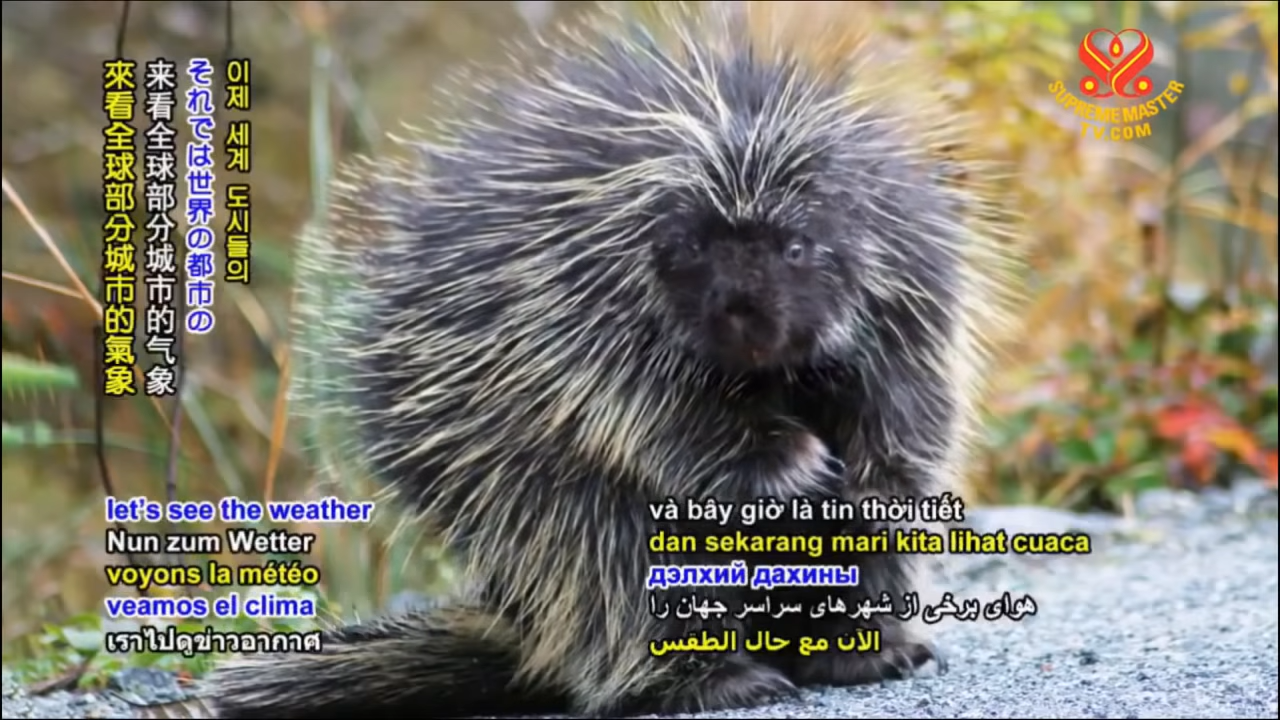 來看全球部分城市的氣象
来看全球部分城市的气象
それでは世界の都市の
이제 세계 도시들의
SUPREME MASTER
TV.COM
let's see the weather
Nun zum Wetter
voyons la météo
veamos el clima
เราไปดูข่าวอากาศ
và bây giờ là tin thời tiết
dan sekarang mari kita lihat cuaca
дэлхий дахины
هوای برخی از شهرهای سراسر جهان را
الآن مع حال الطقس